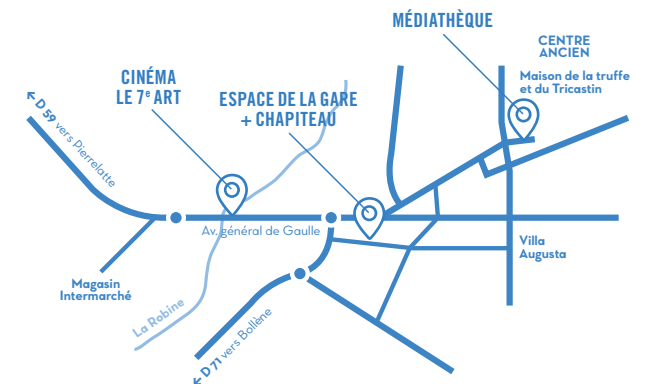 MÉDIATHÈQUE
CENTRE
ANCIEN
Maison de la truffe
et du Tricastin
CINÉMA
LE 7e ART
ESPACE DE LA GARE
+ CHAPITEAU
D 59 vers Pierrelatte
Av. général de Gaulle
Villa
Augusta
Magasin
Intermarché
La Robine
D 71 vers Bollène